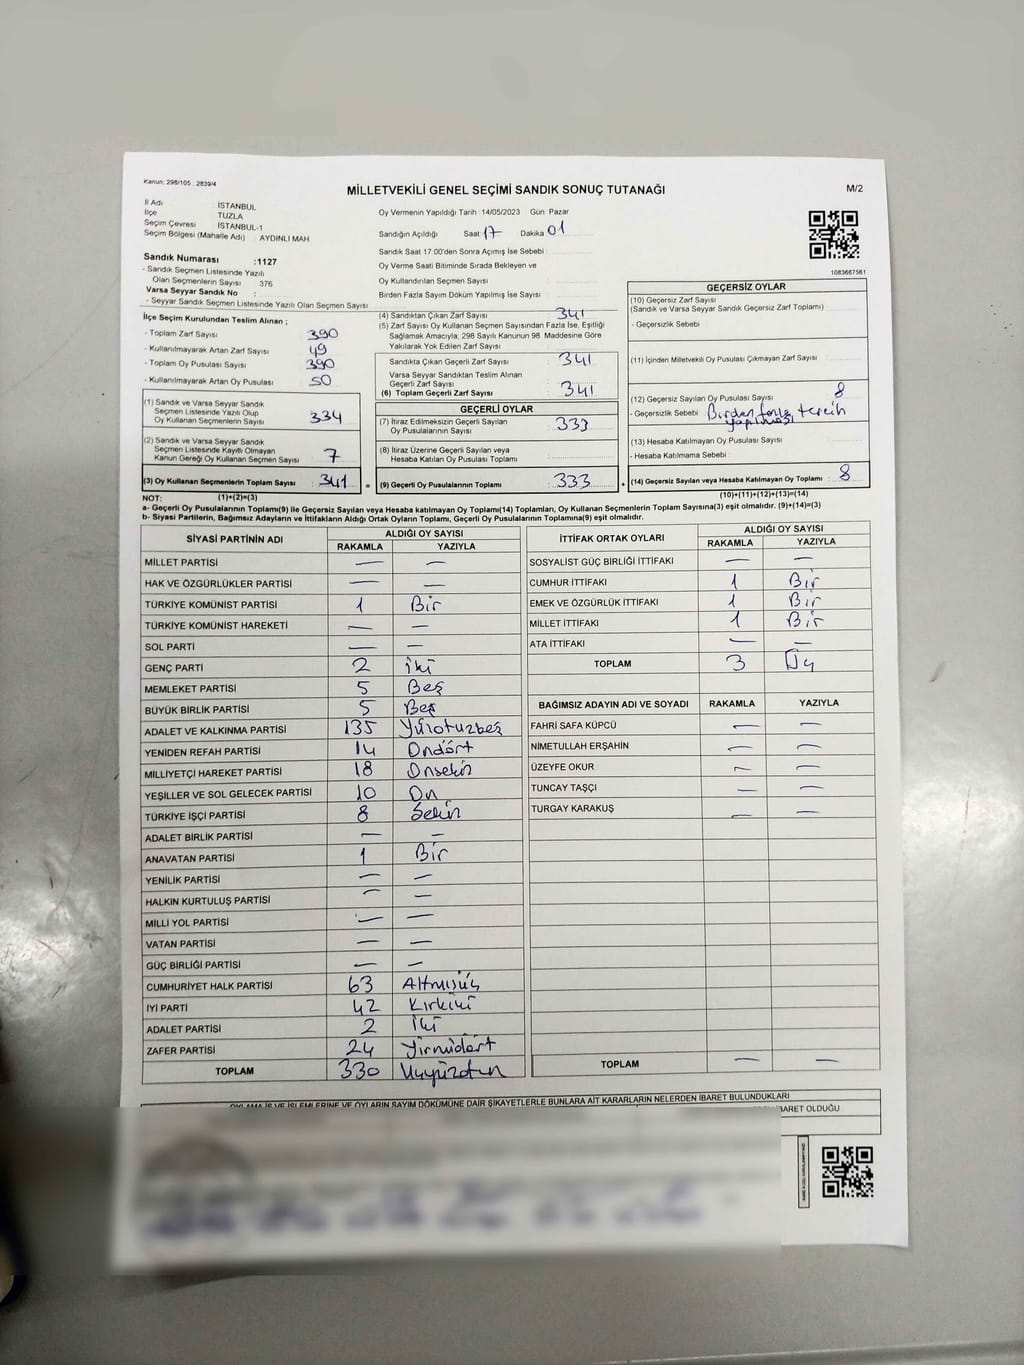 Kanun: 298/105 , 2839/4
MİLLETVEKİLİ GENEL SEÇİMİ SANDIK SONUÇ TUTANAĞI
M/2
İl Adı İSTANBUL
İlçe TUZLA
Seçim Çevresi İSTANBUL-1
Seçim Bölgesi (Mahalle Adı) AYDINLI MAH
Sandık Numarası :1127
- Sandık Seçmen Listesinde Yazılı
Olan Seçmenlerin Sayısı 376
Varsa Seyyar Sandık No :
- Seyyar Sandık Seçmen Listesinde Yazılı Olan Seçmen Sayısı
Oy Vermenin Yapıldığı Tarih :14/05/2023 Gün: Pazar
Sandığın Açıldığı Saat: 17 Dakika 01
Sandık Saat 17:00'den Sonra Açımış İse Sebebi
Oy Verme Saati Bitiminde Sırada Bekleyen ve
Oy Kullandırılan Seçmen Sayısı
Birden Fazla Sayım Döküm Yapılmış İse Sayısı
1083687561
İlçe Seçim Kurulundan Teslim Alınan ;
- Toplam Zarf Sayısı : 390
- Kullanılmayarak Artan Zarf Sayısı : 49
- Toplam Oy Pusulası Sayısı : 390
- Kullanılmayarak Artan Oy Pusulası : 50
(1) Sandık ve Varsa Seyyar Sandık
Seçmen Listesinde Yazılı Olup
Oy Kullanan Seçmenlerin Sayısı : 334
(2) Sandık ve Varsa Seyyar Sandık
Seçmen Listesinde Kayıtlı Olmayan
Kanun Gereği Oy Kullanan Seçmen Sayısı : 7
(3) Oy Kullanan Seçmenlerin Toplam Sayısı : 341
(4) Sandıktan Çıkan Zarf Sayısı : 341
(5) Zarf Sayısı Oy Kullanan Seçmen Sayısından Fazla İse, Eşitliği
Sağlamak Amacıyla; 298 Sayılı Kanunun 98. Maddesine Göre
Yakılarak Yok Edilen Zarf Sayısı
Sandıkta Çıkan Geçerli Zarf Sayısı : 341
Varsa Seyyar Sandıktan Teslim Alınan
Geçerli Zarf Sayısı
(6) Toplam Geçerli Zarf Sayısı : 341
GEÇERLİ OYLAR
(7) İtiraz Edilmeksizin Geçerli Sayılan
Oy Pusulalarının Sayısı : 333
(8) İtiraz Üzerine Geçerli Sayılan veya
Hesaba Katılan Oy Pusulası Toplamı
= (9) Geçerli Oy Pusulalarının Toplamı : 333
GEÇERSİZ OYLAR
(10) Geçersiz Zarf Sayısı
(Sandık ve Varsa Seyyar Sandık Geçersiz Zarf Toplamı)
- Geçersizlik Sebebi
(11) İçinden Milletvekili Oy Pusulası Çıkmayan Zarf Sayısı
(12) Geçersiz Sayılan Oy Pusulası Sayısı : 8
- Geçersizlik Sebebi : Birden fazla tercih
yapılması
(13) Hesaba Katılmayan Oy Pusulası Sayısı
- Hesaba Katılmama Sebebi
+ (14) Geçersiz Sayılan veya Hesaba Katılmayan Oy Toplamı : 8
NOT: (1)+(2)=(3) (10)+(11)+(12)+(13)=(14)
a- Geçerli Oy Pusulalarının Toplamı(9) ile Geçersiz Sayılan veya Hesaba katılmayan Oy Toplamı(14) Toplamları, Oy Kullanan Seçmenlerin Toplam Sayısına(3) eşit olmalıdır. (9)+(14)=(3)
b- Siyasi Partilerin, Bağımsız Adayların ve İttifakların Aldığı Ortak Oyların Toplamı, Geçerli Oy Pusulalarının Toplamına(9) eşit olmalıdır.
SİYASİ PARTİNİN ADI ALDIĞI OY SAYISI
RAKAMLA YAZIYLA
MİLLET PARTİSİ — —
HAK VE ÖZGÜRLÜKLER PARTİSİ — —
TÜRKİYE KOMÜNİST PARTİSİ 1 Bir
TÜRKİYE KOMÜNİST HAREKETİ — —
SOL PARTİ — —
GENÇ PARTİ 2 iki
MEMLEKET PARTİSİ 5 Beş
BÜYÜK BİRLİK PARTİSİ 5 Beş
ADALET VE KALKINMA PARTİSİ 135 Yüzotuzbeş
YENİDEN REFAH PARTİSİ 14 Ondört
MİLLİYETÇİ HAREKET PARTİSİ 18 Onsekiz
YEŞİLLER VE SOL GELECEK PARTİSİ 10 On
TÜRKİYE İŞÇİ PARTİSİ 8 Sekiz
ADALET BİRLİK PARTİSİ — —
ANAVATAN PARTİSİ 1 Bir
YENİLİK PARTİSİ — —
HALKIN KURTULUŞ PARTİSİ — —
MİLLİ YOL PARTİSİ — —
VATAN PARTİSİ — —
GÜÇ BİRLİĞİ PARTİSİ — —
CUMHURİYET HALK PARTİSİ 63 Altmışüç
İYİ PARTİ 42 Kırkiki
ADALET PARTİSİ 2 İki
ZAFER PARTİSİ 24 Yirmidört
TOPLAM 330 Üçyüzotuz
İTTİFAK ORTAK OYLARI ALDIĞI OY SAYISI
RAKAMLA YAZIYLA
SOSYALİST GÜÇ BİRLİĞİ İTTİFAKI — —
CUMHUR İTTİFAKI 1 Bir
EMEK VE ÖZGÜRLÜK İTTİFAKI 1 Bir
MİLLET İTTİFAKI 1 Bir
ATA İTTİFAKI — —
TOPLAM 3 Üç
BAĞIMSIZ ADAYIN ADI VE SOYADI RAKAMLA YAZIYLA
FAHRİ SAFA KÜPCÜ — —
NİMETULLAH ERŞAHİN — —
ÜZEYFE OKUR — —
TUNCAY TAŞÇI — —
TURGAY KARAKUŞ — —
TOPLAM — —
OYLAMA İŞ VE İŞLEMLERİNE VE OYLARIN SAYIM DÖKÜMÜNE DAİR ŞİKAYETLERLE BUNLARA AİT KARARLARIN NELERDEN İBARET BULUNDUKLARI
İBARET OLDUĞU